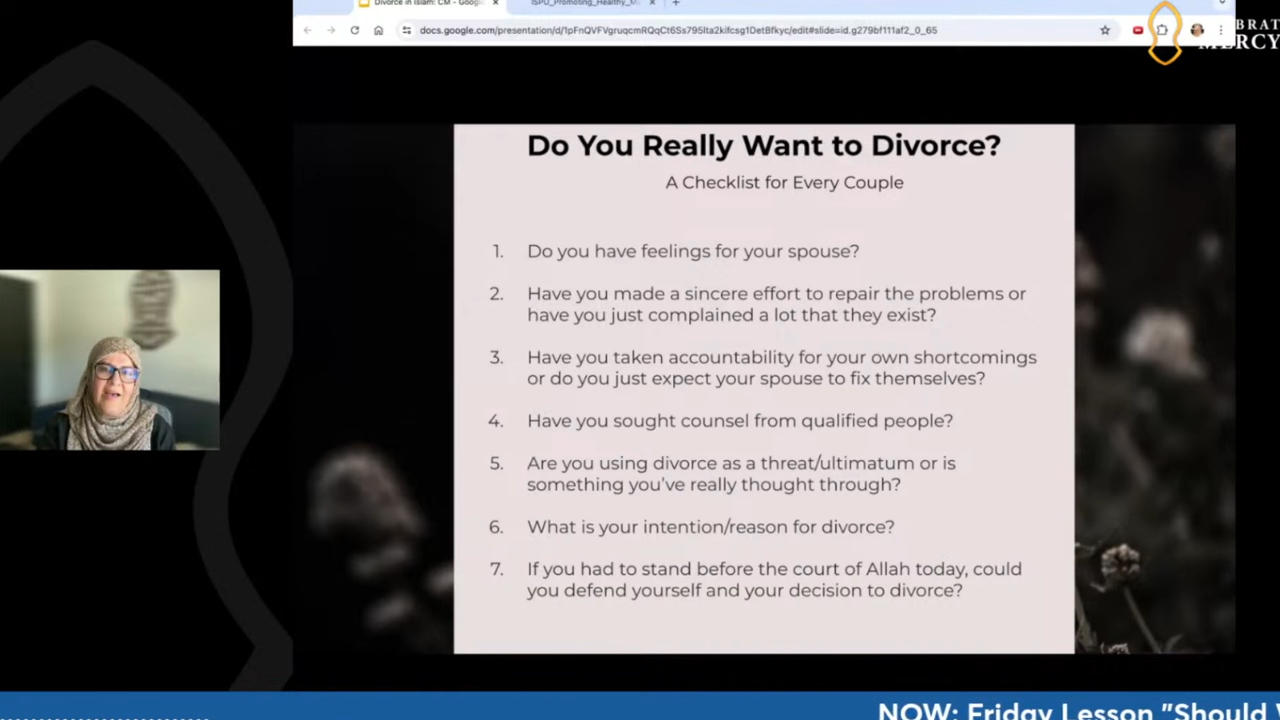 Divorce in Islam: CM - Googl
ISPU_Promoting_Healthy_M
docs.google.com/presentation/d/1pFnQVFVgruqcmRQqCt6Ss795lta2kifcsg1DetBfkyc/edit#slide=id.g279bf111af2_0_65
BRAT
MERCY
Do You Really Want to Divorce?
A Checklist for Every Couple
1. Do you have feelings for your spouse?
2. Have you made a sincere effort to repair the problems or
have you just complained a lot that they exist?
3. Have you taken accountability for your own shortcomings
or do you just expect your spouse to fix themselves?
4. Have you sought counsel from qualified people?
5. Are you using divorce as a threat/ultimatum or is
something you’ve really thought through?
6. What is your intention/reason for divorce?
7. If you had to stand before the court of Allah today, could
you defend yourself and your decision to divorce?
NOW: Friday Lesson "Should